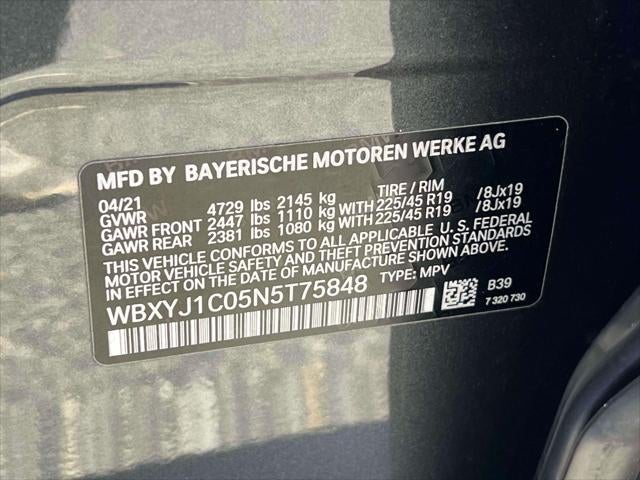 MFD BY BAYERISCHE MOTOREN WERKE AG
04/21 TIRE / RIM
GVWR 4729 lbs 2145 kg
GAWR FRONT 2447 lbs 1110 kg WITH 225/45 R19 /8Jx19
GAWR REAR 2381 lbs 1080 kg WITH 225/45 R19 /8Jx19
THIS VEHICLE CONFORMS TO ALL APPLICABLE U. S. FEDERAL
MOTOR VEHICLE SAFETY AND THEFT PREVENTION STANDARDS
IN EFFECT ON THE DATE OF MANUFACTURE SHOWN ABOVE.
WBXYJ1C05N5T75848 TYPE: MPV
B39
7 320 730